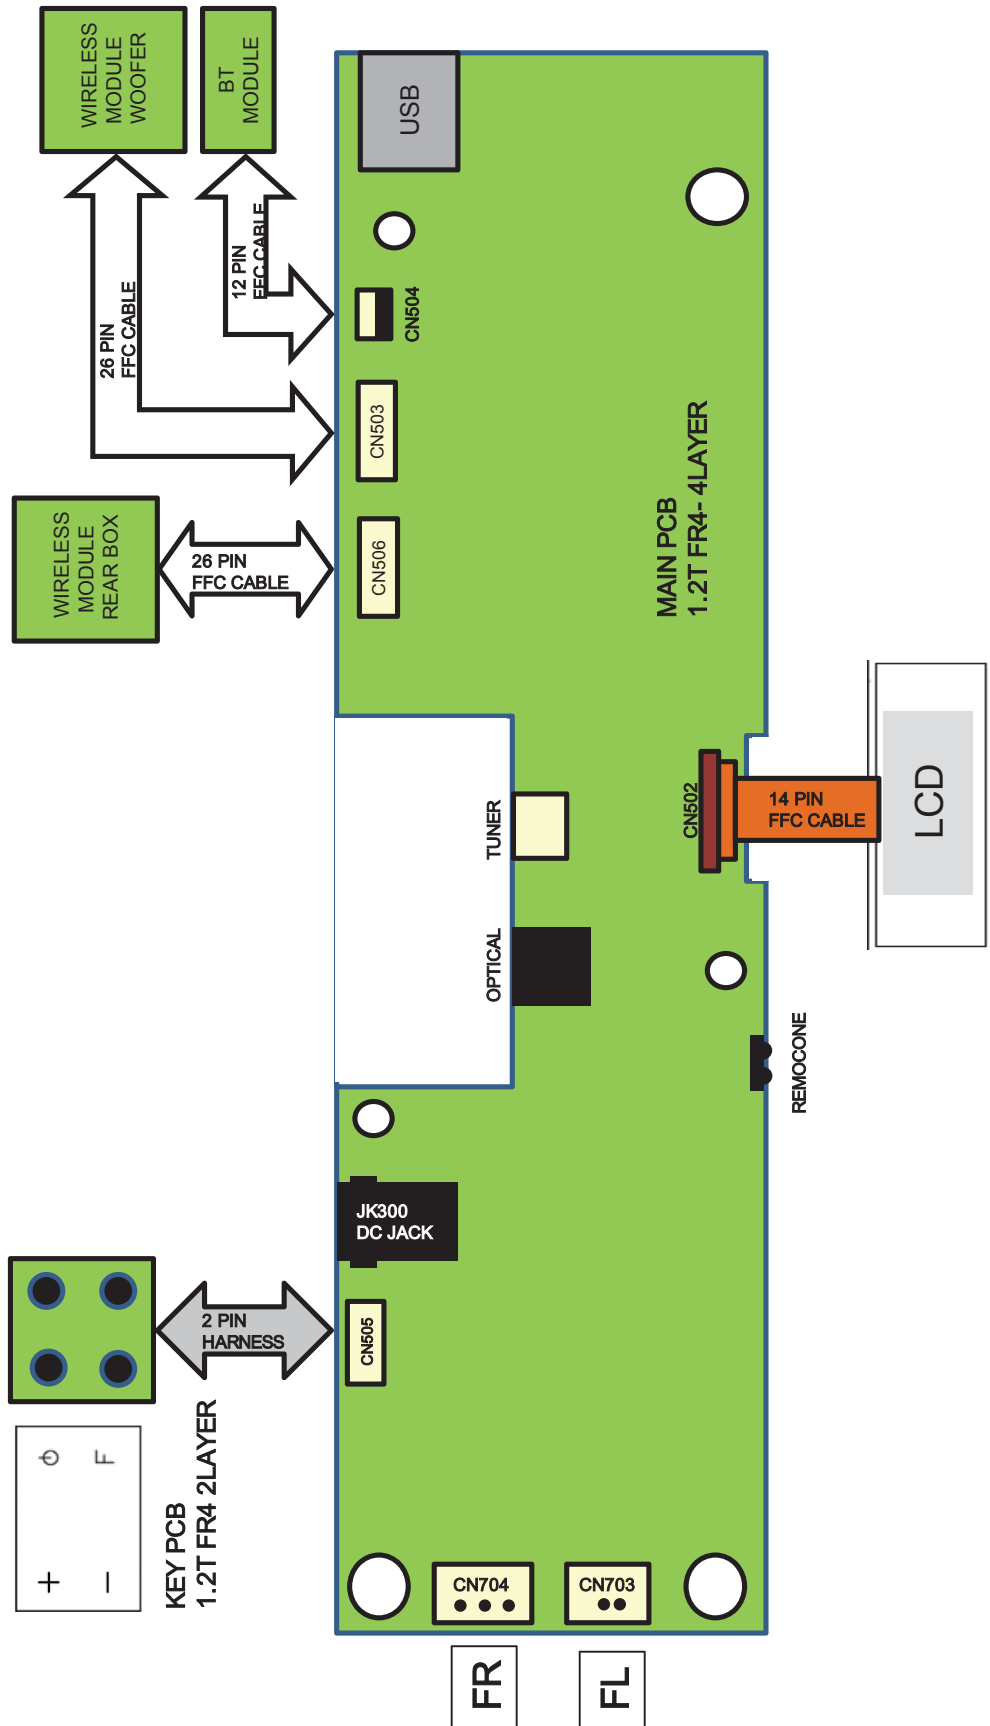 WIRELESS
MODULE
WOOFER
BT
MODULE
USB
26 PIN
FFC CABLE
12 PIN
FFC CABLE
CN504
CN503
WIRELESS
MODULE
REAR BOX
26 PIN
FFC CABLE
CN506
MAIN PCB
1.2T FR4- 4LAYER
TUNER
CN502
14 PIN
FFC CABLE
LCD
OPTICAL
REMOCONE
JK300
DC JACK
2 PIN
HARNESS
CN505
+
F
−
KEY PCB
1.2T FR4 2LAYER
CN704
CN703
FR
FL